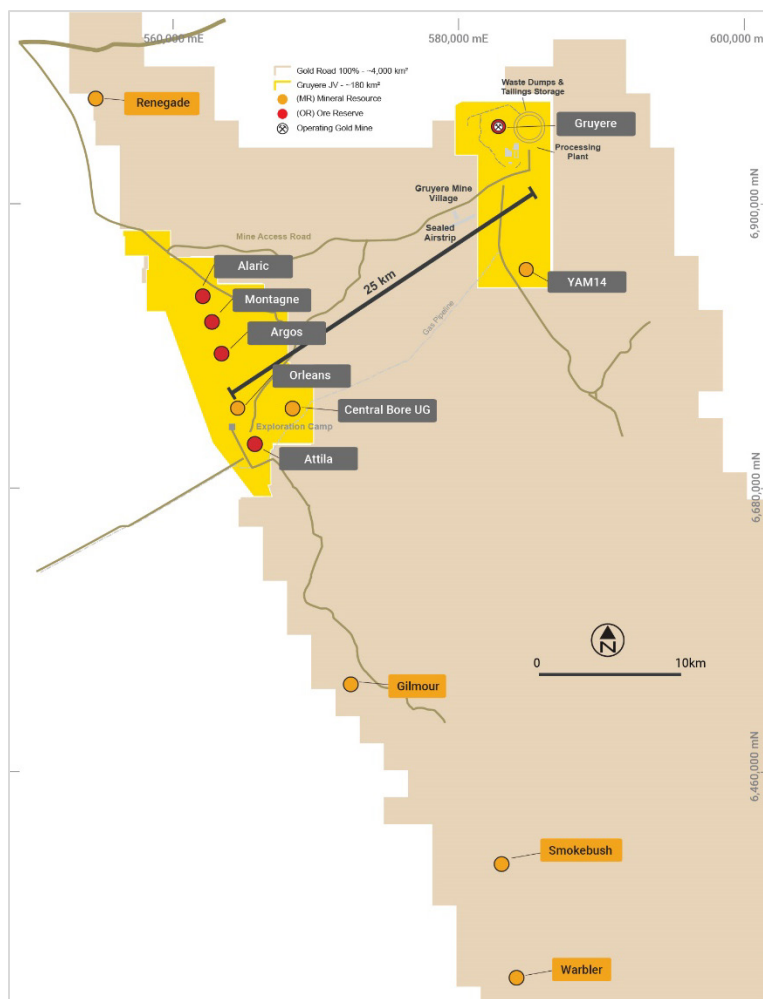 560,000 mE
580,000 mE
600,000 mE
Gold Road 100% - ~4,000 km²
Gruyere JV - ~180 km²
(MR) Mineral Resource
(OR) Ore Reserve
Operating Gold Mine
Renegade
Waste Dumps &
Tailings Storage
Gruyere
Processing
Plant
Gruyere Mine
Village
Sealed
Airstrip
6,900,000 mN
Mine Access Road
Alaric
25 km
YAM14
Montagne
Gas Pipeline
Argos
Orleans
Central Bore UG
Exploration Camp
Attila
6,680,000 mN
N
0
10km
Gilmour
6,460,000 mN
Smokebush
Warbler